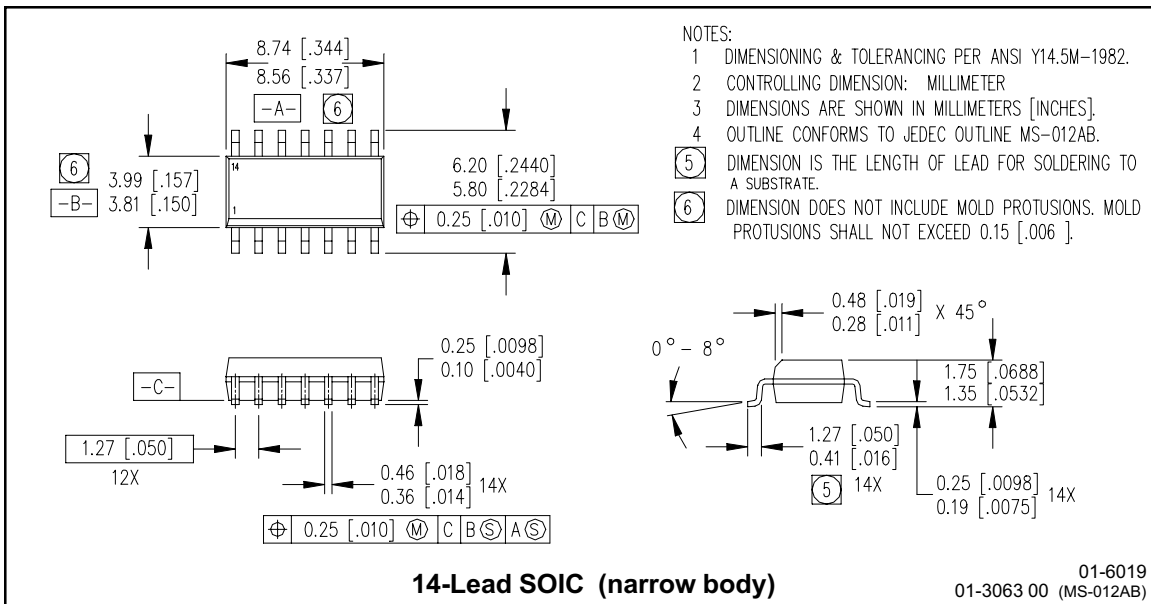 8.74 [.344]
8.56 [.337]
-A- 6
6
3.99 [.157]
3.81 [.150]
-B-
14
1
6.20 [.2440]
5.80 [.2284]
⌖ 0.25 [.010] Ⓜ C B Ⓜ
NOTES:
1 DIMENSIONING & TOLERANCING PER ANSI Y14.5M-1982.
2 CONTROLLING DIMENSION: MILLIMETER
3 DIMENSIONS ARE SHOWN IN MILLIMETERS [INCHES].
4 OUTLINE CONFORMS TO JEDEC OUTLINE MS-012AB.
5 DIMENSION IS THE LENGTH OF LEAD FOR SOLDERING TO
A SUBSTRATE.
6 DIMENSION DOES NOT INCLUDE MOLD PROTUSIONS. MOLD
PROTUSIONS SHALL NOT EXCEED 0.15 [.006 ].
-C-
0.25 [.0098]
0.10 [.0040]
1.27 [.050]
12X
0.46 [.018]
0.36 [.014] 14X
⌖ 0.25 [.010] Ⓜ C B Ⓢ A Ⓢ
0.48 [.019]
0.28 [.011] X 45°
0°-8°
1.75 [.0688]
1.35 [.0532]
1.27 [.050]
0.41 [.016]
5 14X
0.25 [.0098]
0.19 [.0075] 14X
14-Lead SOIC (narrow body)
01-6019
01-3063 00 (MS-012AB)